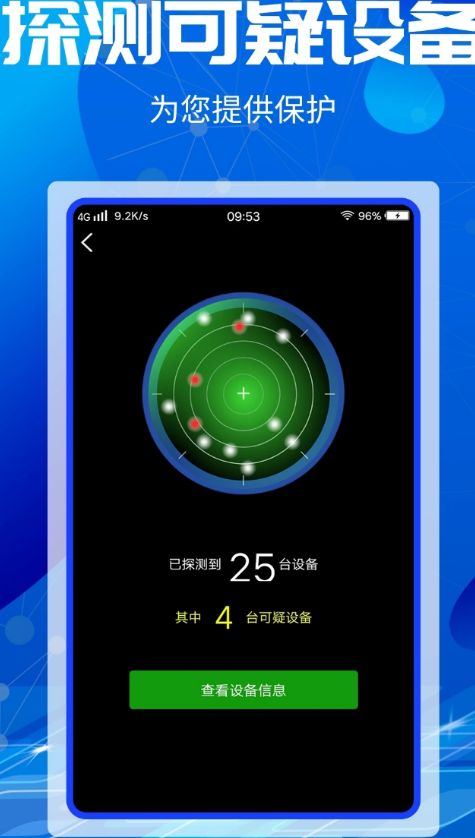 探测可疑设备
为您提供保护
4G 9.2K/s 09:53 96%
已探测到 25 台设备
其中 4 台可疑设备
查看设备信息